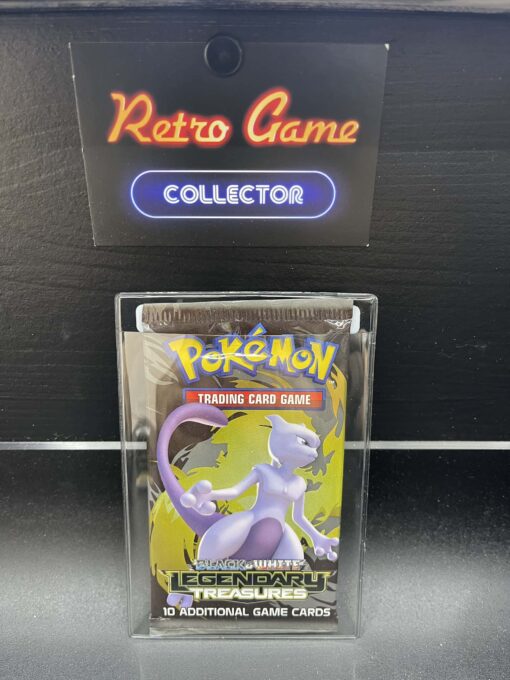 Retro Game
COLLECTOR
POKéMON
TRADING CARD GAME
BLACK & WHITE
LEGENDARY
TREASURES
10 ADDITIONAL GAME CARDS